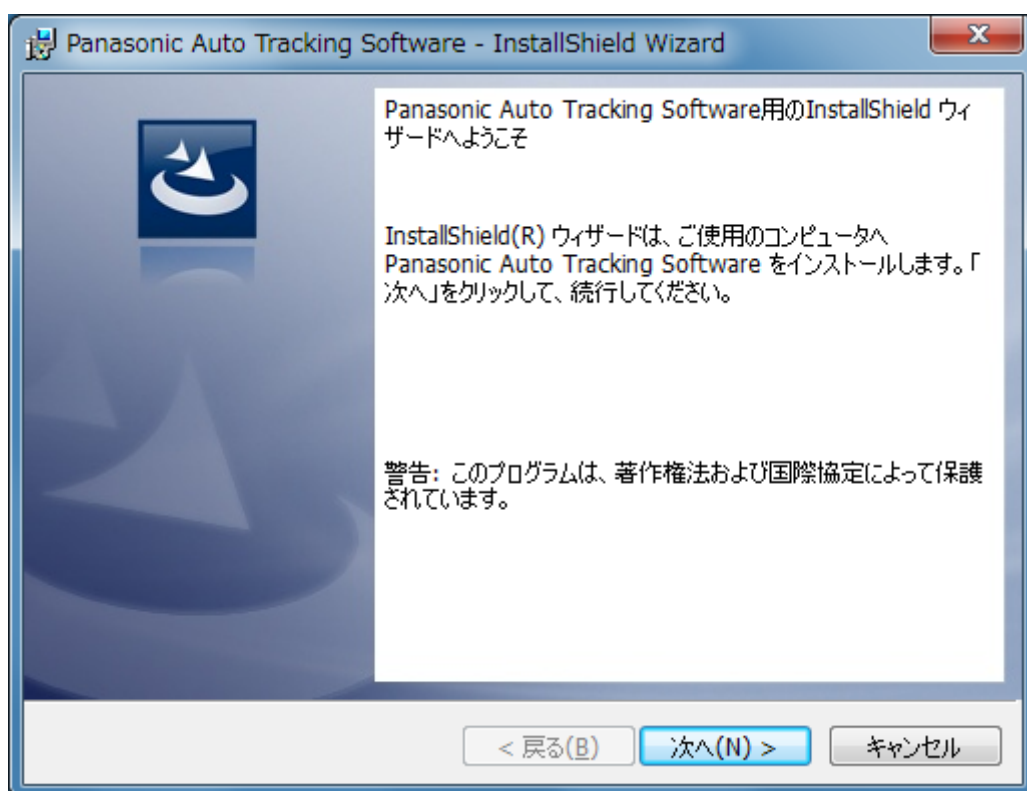 Panasonic Auto Tracking Software - InstallShield Wizard
Panasonic Auto Tracking Software用のInstallShield ウィ
ザードへようこそ
InstallShield(R) ウィザードは、ご使用のコンピュータへ
Panasonic Auto Tracking Software をインストールします。「
次へ」をクリックして、続行してください。
警告: このプログラムは、著作権法および国際協定によって保護
されています。
< 戻る(B) 次へ(N) > キャンセル